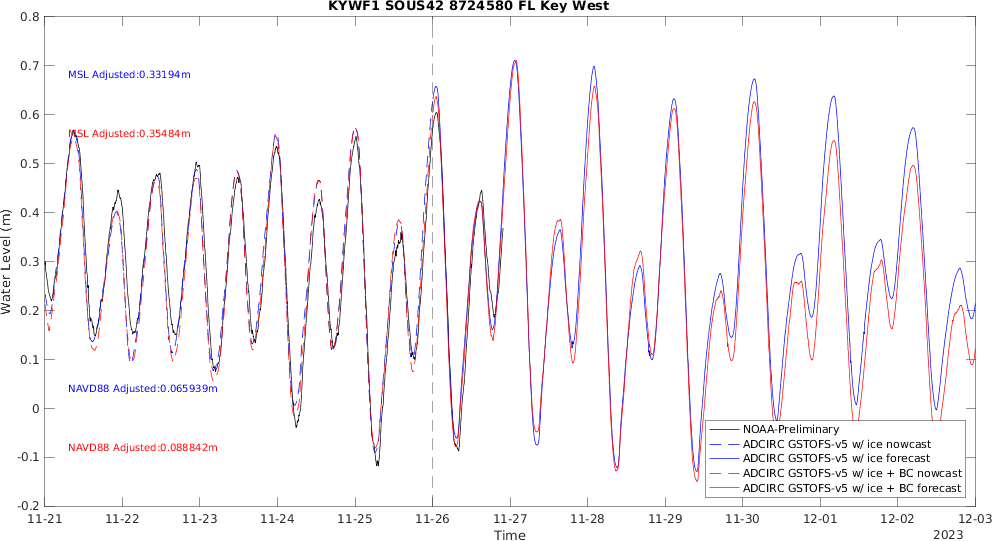 KYWF1 SOUS42 8724580 FL Key West
0.8
0.7
0.6
0.5
0.4
0.3
0.2
0.1
0
-0.1
-0.2
Water Level (m)
MSL Adjusted:0.33194m
MSL Adjusted:0.35484m
NAVD88 Adjusted:0.065939m
NAVD88 Adjusted:0.088842m
NOAA-Preliminary
ADCIRC GSTOFS-v5 w/ ice nowcast
ADCIRC GSTOFS-v5 w/ ice forecast
ADCIRC GSTOFS-v5 w/ ice + BC nowcast
ADCIRC GSTOFS-v5 w/ ice + BC forecast
11-21 11-22 11-23 11-24 11-25 11-26 11-27 11-28 11-29 11-30 12-01 12-02 12-03
Time
2023